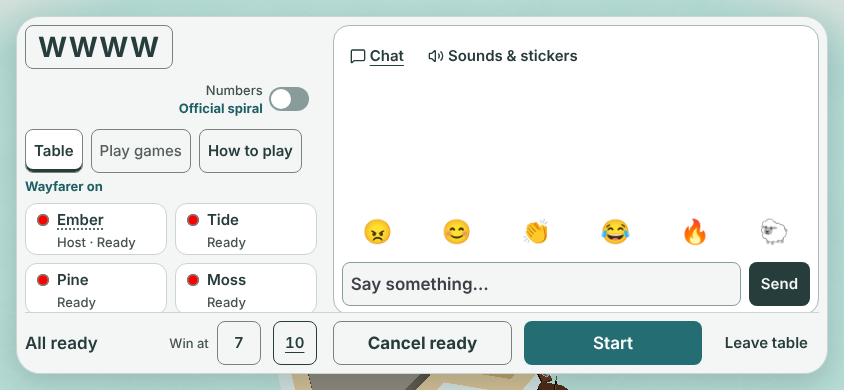 WWWW
Numbers
Official spiral
Table
Play games
How to play
Wayfarer on
Ember
Host · Ready
Tide
Ready
Pine
Ready
Moss
Ready
Chat
Sounds & stickers
Say something...
Send
All ready
Win at
7
10
Cancel ready
Start
Leave table